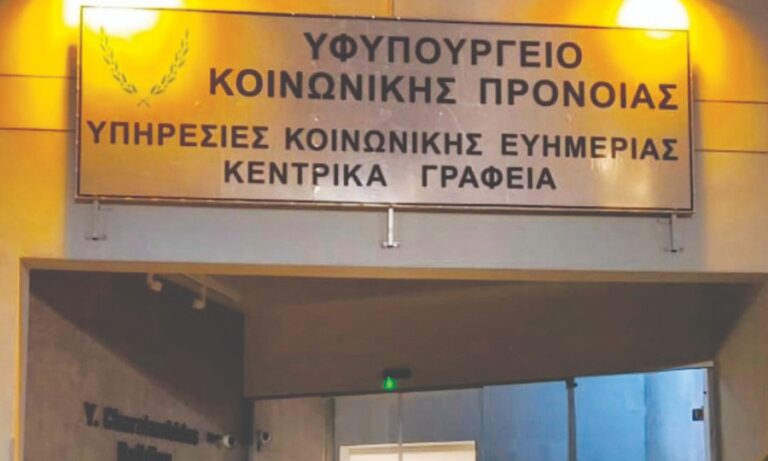 ΥΦΥΠΟΥΡΓΕΙΟ
ΚΟΙΝΩΝΙΚΗΣ ΠΡΟΝΟΙΑΣ
ΥΠΗΡΕΣΙΕΣ ΚΟΙΝΩΝΙΚΗΣ ΕΥΗΜΕΡΙΑΣ
ΚΕΝΤΡΙΚΑ ΓΡΑΦΕΙΑ
Y.